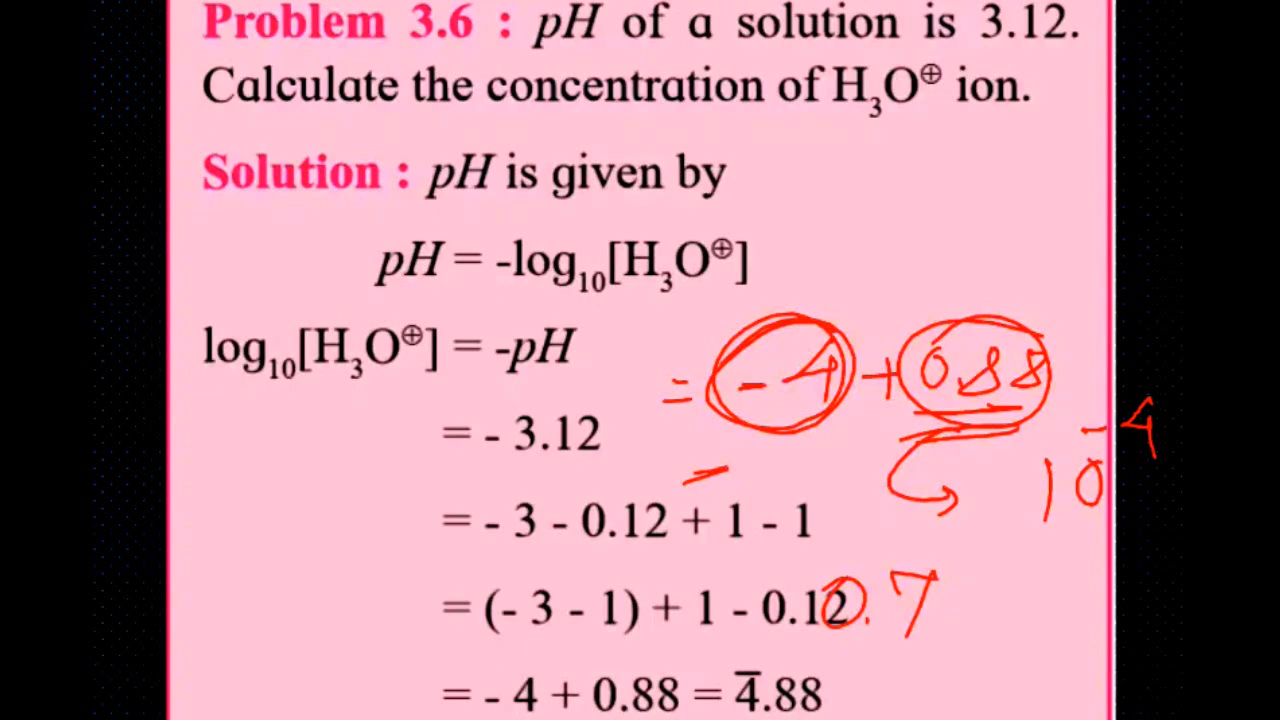 Problem 3.6 : pH of a solution is 3.12.
Calculate the concentration of H₃O⊕ ion.
Solution : pH is given by
pH = -log₁₀[H₃O⊕]
log₁₀[H₃O⊕] = -pH
= - 4 + 0.88
= - 3.12
10⁻⁴
= - 3 - 0.12 + 1 - 1
= (- 3 - 1) + 1 - 0.12
0.7
= - 4 + 0.88 = 4̅.88